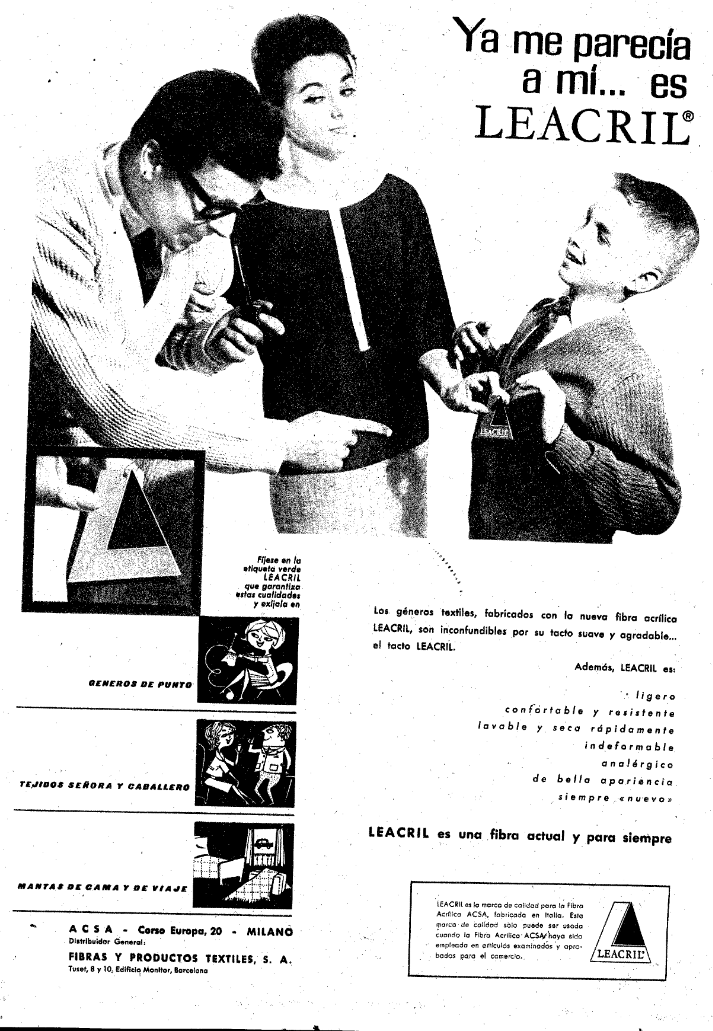 Ya me parecía
a mí... es
LEACRIL®
LEACRIL
Fíjese en la
etiqueta verde
LEACRIL
que garantiza
estas cualidades
y exíjala en
GENEROS DE PUNTO
TEJIDOS SEÑORA Y CABALLERO
MANTAS DE CAMA Y DE VIAJE
A C S A - Corso Europa, 20 - MILANO
Distribuidor General:
FIBRAS Y PRODUCTOS TEXTILES, S. A.
Tuset, 8 y 10, Edificio Monitor, Barcelona
Los géneros textiles, fabricados con la nueva fibra acrílica
LEACRIL, son inconfundibles por su tacto suave y agradable...
el tacto LEACRIL.
Además, LEACRIL es:
ligero
confortable y resistente
lavable y seca rápidamente
indeformable
analérgico
de bella apariencia
siempre «nuevo»
LEACRIL es una fibra actual y para siempre
LEACRIL es la marca de calidad para la Fibra
Acrílica ACSA, fabricada en Italia. Esta
marca de calidad sólo puede ser usada
cuando la Fibra Acrílica ACSA haya sido
empleada en artículos examinados y apro-
bados para el comercio.
LEACRIL®